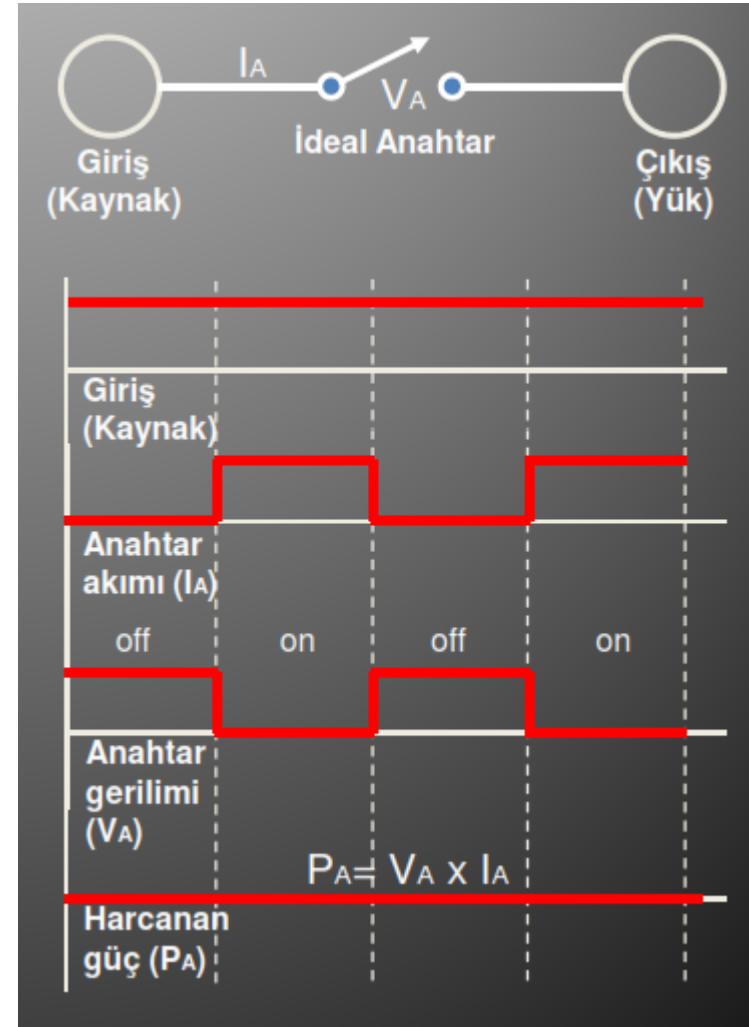 IA
VA
İdeal Anahtar
Giriş
(Kaynak)
Çıkış
(Yük)
Giriş
(Kaynak)
Anahtar
akımı (IA)
off on off on
Anahtar
gerilimi
(VA)
PA= VA x IA
Harcanan
güç (PA)